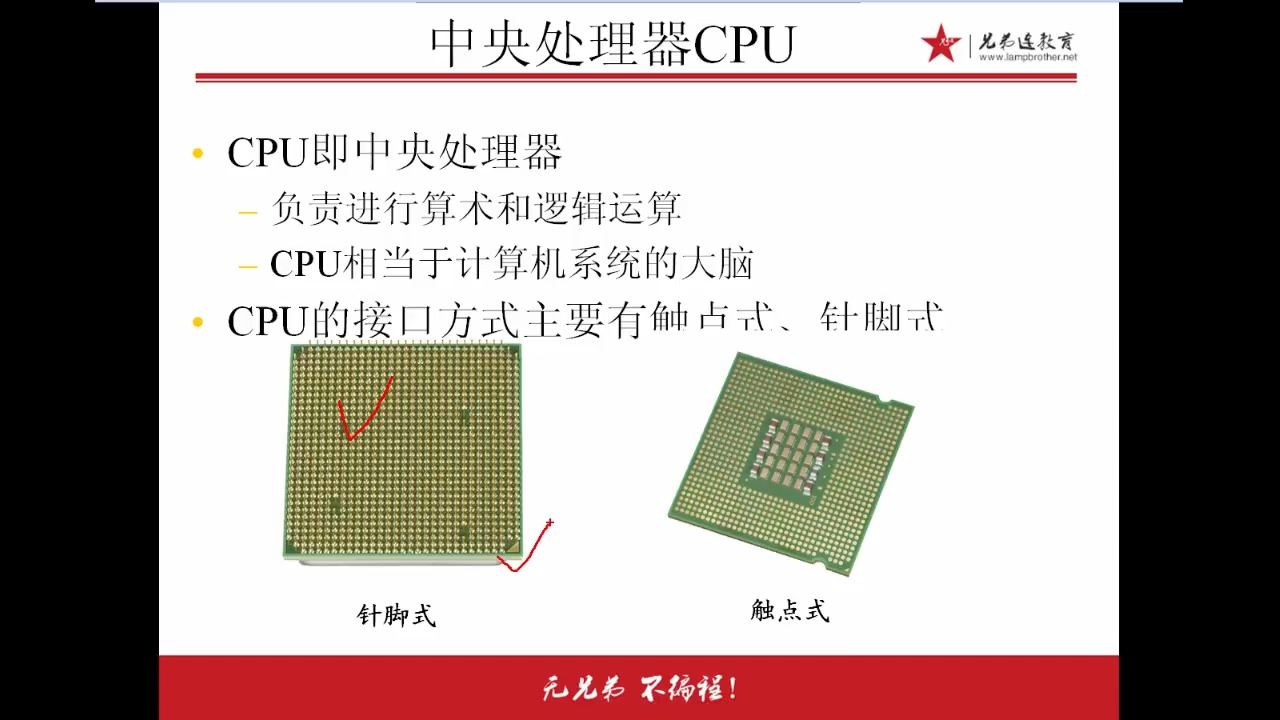 中央处理器CPU
兄弟连教育
www.lampbrother.net
CPU即中央处理器
– 负责进行算术和逻辑运算
– CPU相当于计算机系统的大脑
CPU的接口方式主要有触点式、针脚式
针脚式
触点式
无兄弟 不编程!